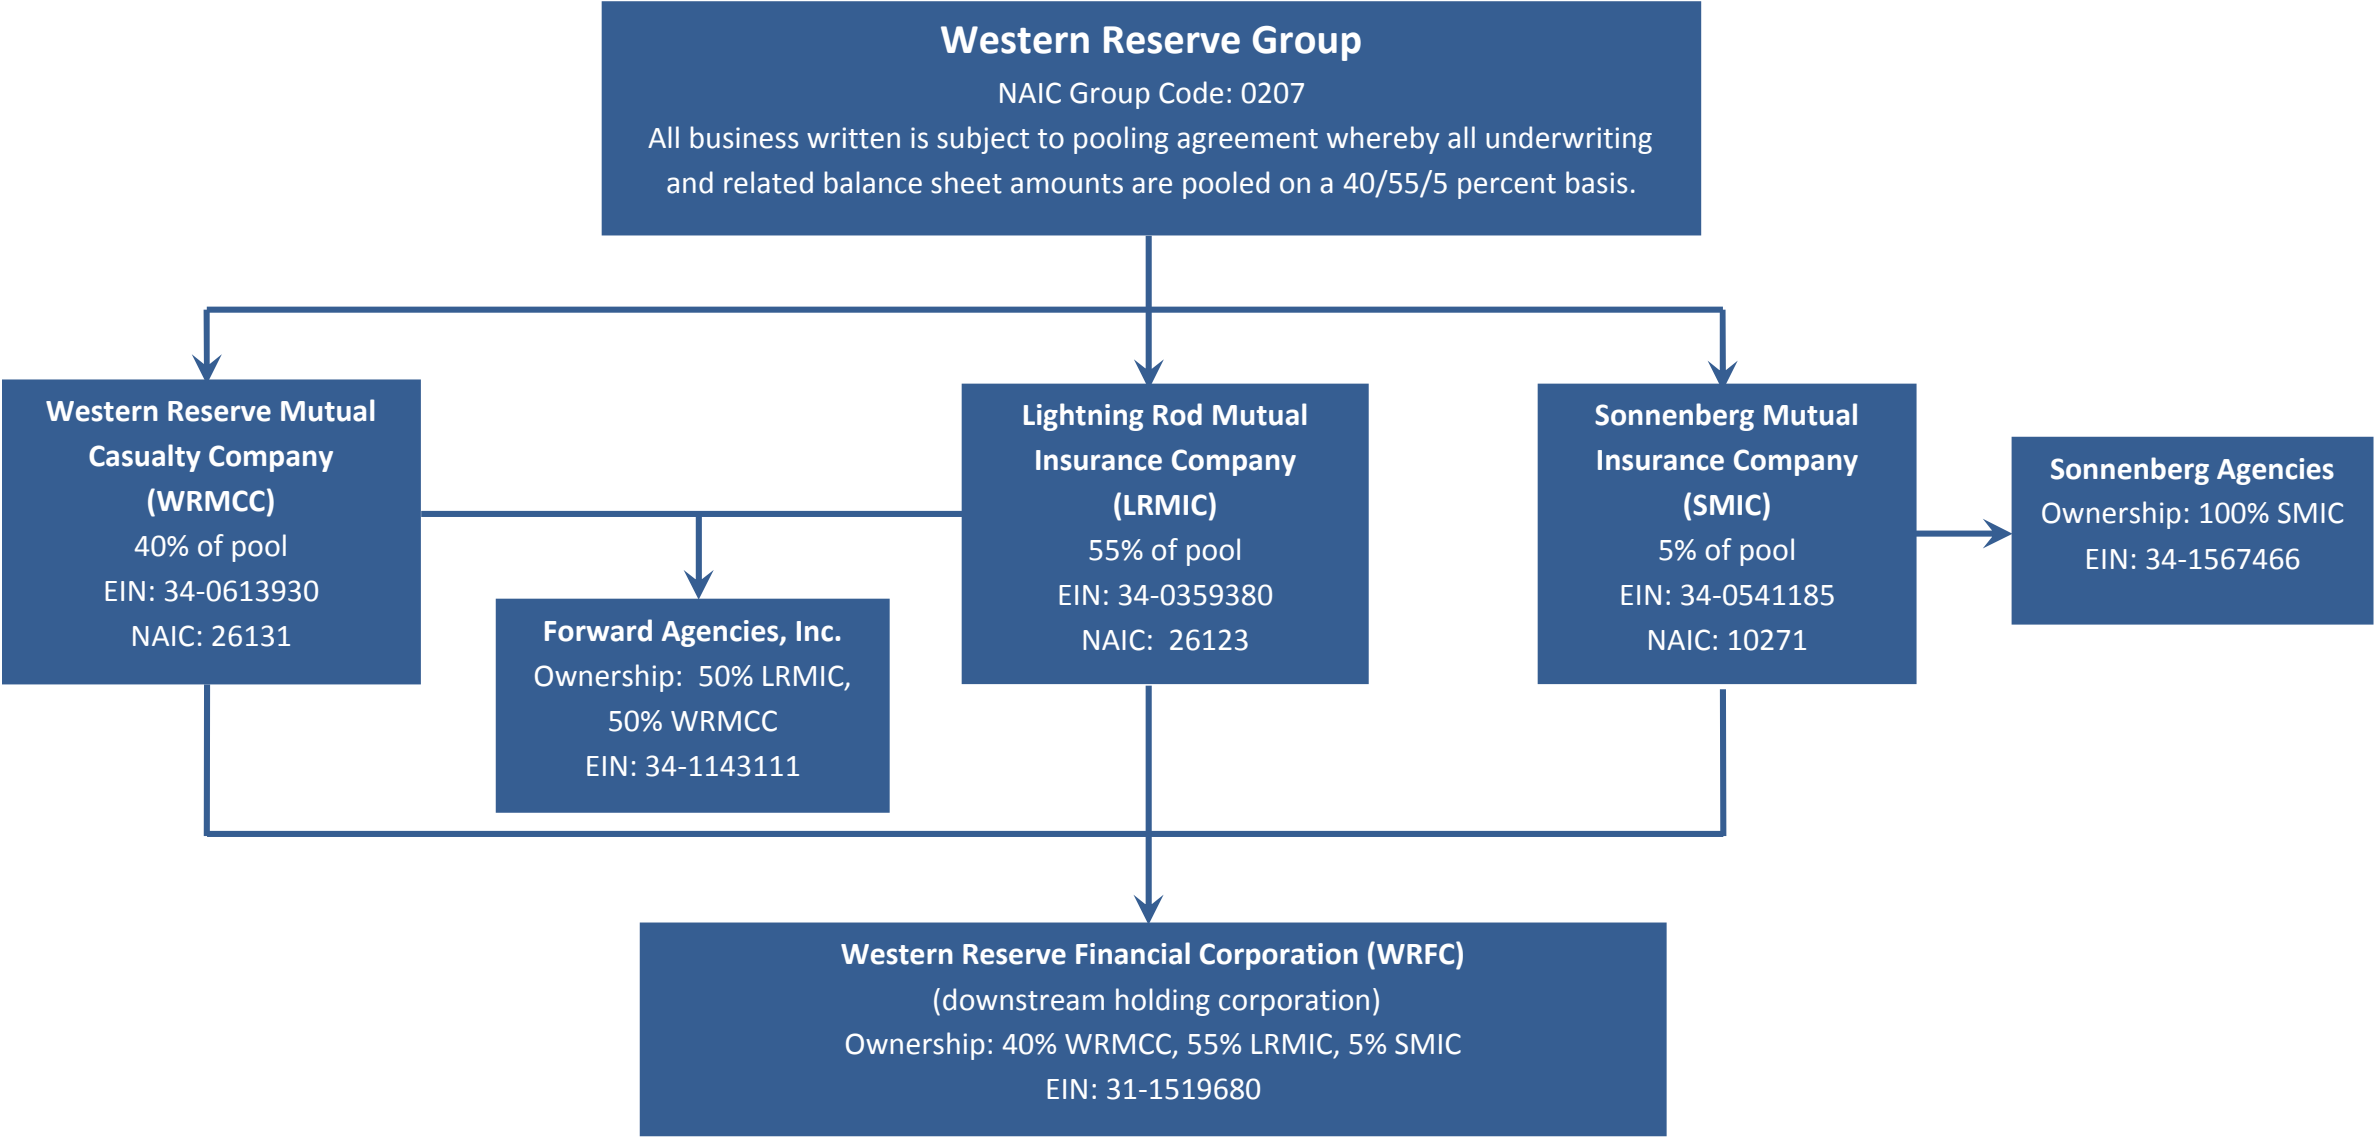 Western Reserve Group
NAIC Group Code: 0207
All business written is subject to pooling agreement whereby all underwriting
and related balance sheet amounts are pooled on a 40/55/5 percent basis.
Western Reserve Mutual
Casualty Company
(WRMCC)
40% of pool
EIN: 34-0613930
NAIC: 26131
Forward Agencies, Inc.
Ownership:  50% LRMIC,
50% WRMCC
EIN: 34-1143111
Lightning Rod Mutual
Insurance Company
(LRMIC)
55% of pool
EIN: 34-0359380
NAIC:  26123
Sonnenberg Mutual
Insurance Company
(SMIC)
5% of pool
EIN: 34-0541185
NAIC: 10271
Sonnenberg Agencies
Ownership: 100% SMIC
EIN: 34-1567466
Western Reserve Financial Corporation (WRFC)
(downstream holding corporation)
Ownership: 40% WRMCC, 55% LRMIC, 5% SMIC
EIN: 31-1519680